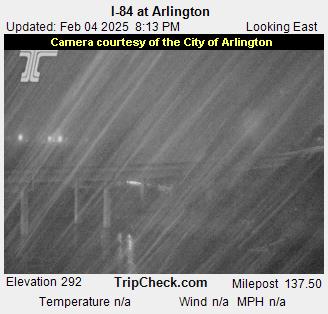 I-84 at Arlington
Updated: Feb 04 2025 8:13 PM Looking East
Camera courtesy of the City of Arlington
Elevation 292 TripCheck.com Milepost 137.50
Temperature n/a Wind n/a MPH n/a